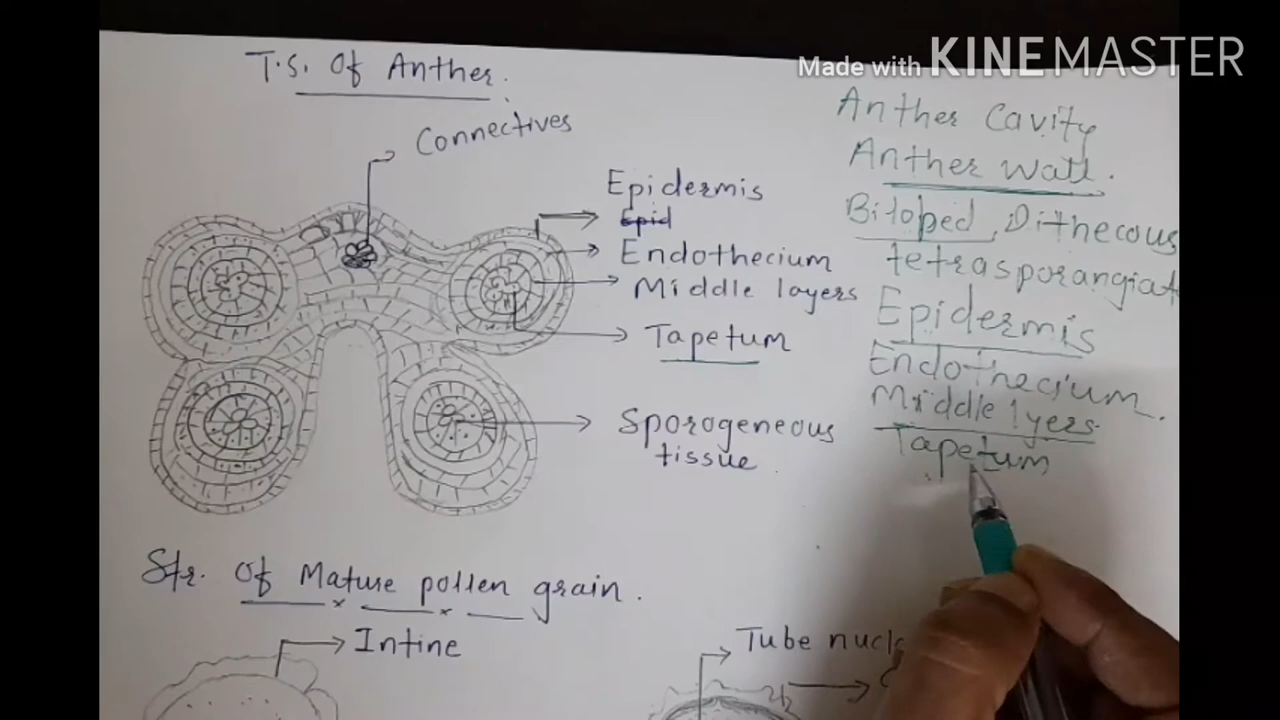 Made with KINEMASTER
T.S. Of Anther.
Connectives
Epidermis
Epid
Endothecium
Middle layers
Tapetum
Sporogeneous
tissue
Anther Cavity
Anther wall.
Biloped, Dithecous
tetrasporangiat
Epidermis
Endothecium.
Middle lyers
Tapetum
Str. Of Mature pollen grain.
Intine
Tube nucl